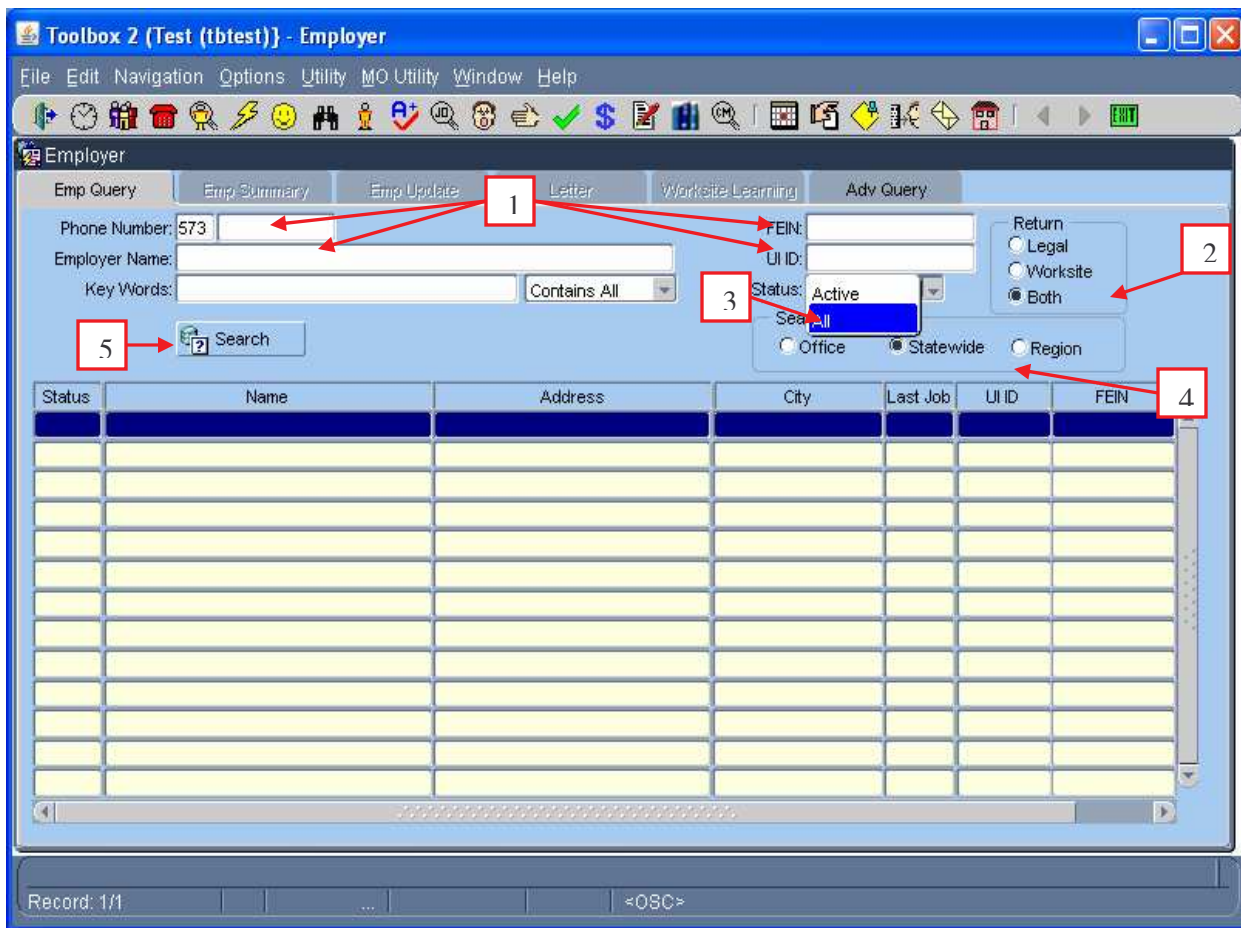 Toolbox 2 (Test (tbtest)} - Employer
File Edit Navigation Options Utility MO Utility Window Help
JO CM EXIT
Employer
Emp Query Emp Summary Emp Update Letter Worksite Learning Adv Query
1
Phone Number: 573 FEIN: Return
Legal
Employer Name: UI ID: 2
Worksite
Key Words: Contains All 3 Status: Active Both
Sea All
5 Search Office Statewide Region
Status Name Address City Last Job UI ID FEIN 4
Record: 1/1 ... <OSC>